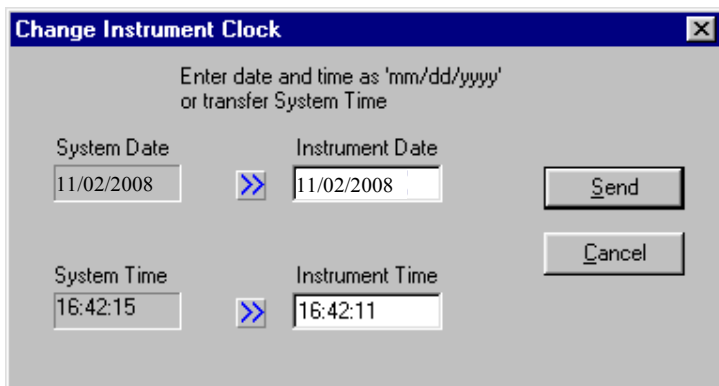 Change Instrument Clock
Enter date and time as 'mm/dd/yyyy'
or transfer System Time
System Date
Instrument Date
11/02/2008
>>
11/02/2008
Send
Cancel
System Time
Instrument Time
16:42:15
>>
16:42:11